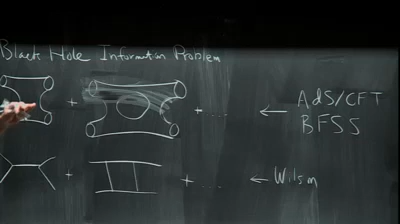 Black Hole Information Problem
+ + ... ← AdS/CFT
BFSS
+ + ... ← Wilson